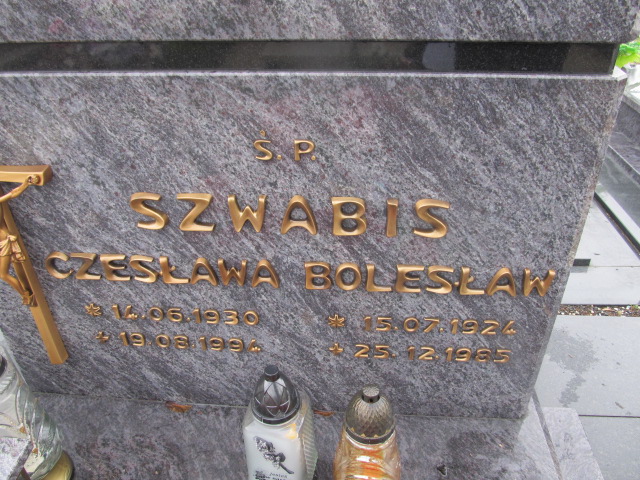 Ś. P.
SZWABIS
CZESŁAWA BOLESŁAW
* 14.06.1930 * 15.07.1924
+ 19.08.1994 + 25.12.1985